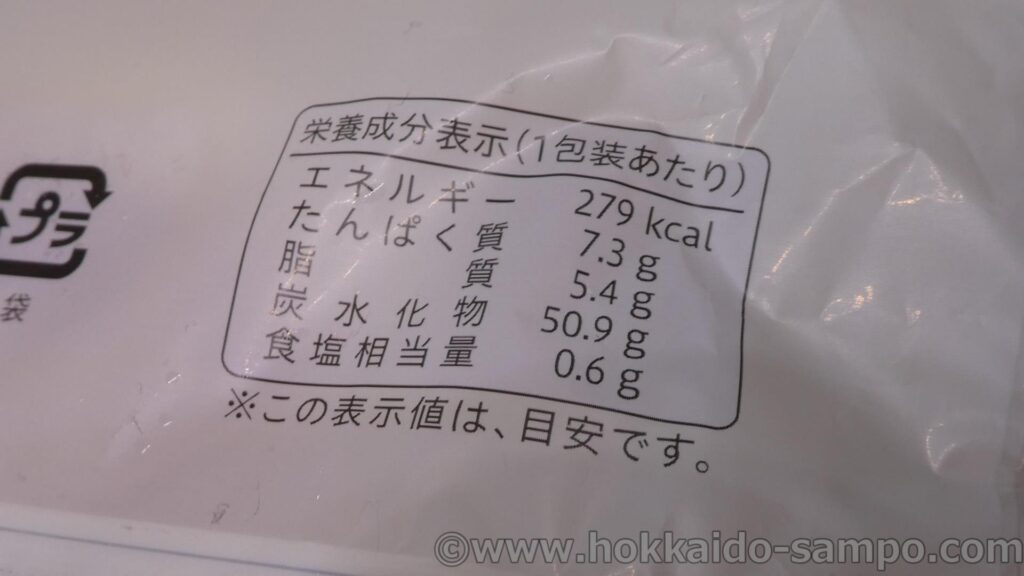 栄養成分表示(1包装あたり)
エネルギー 279 kcal
たんぱく質 7.3 g
脂質 5.4 g
炭水化物 50.9 g
食塩相当量 0.6 g
※この表示値は、目安です。
プラ
袋
©www.hokkaido-sampo.com